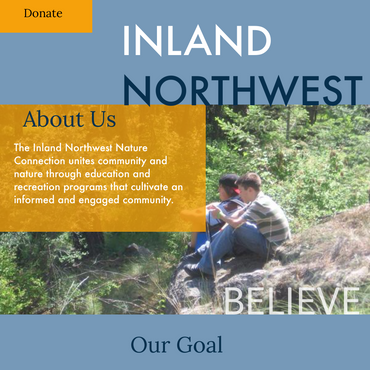 Donate
INLAND
NORTHWEST
About Us
The Inland Northwest Nature
Connection unites community and
nature through education and
recreation programs that cultivate an
informed and engaged community.
BELIEVE
Our Goal